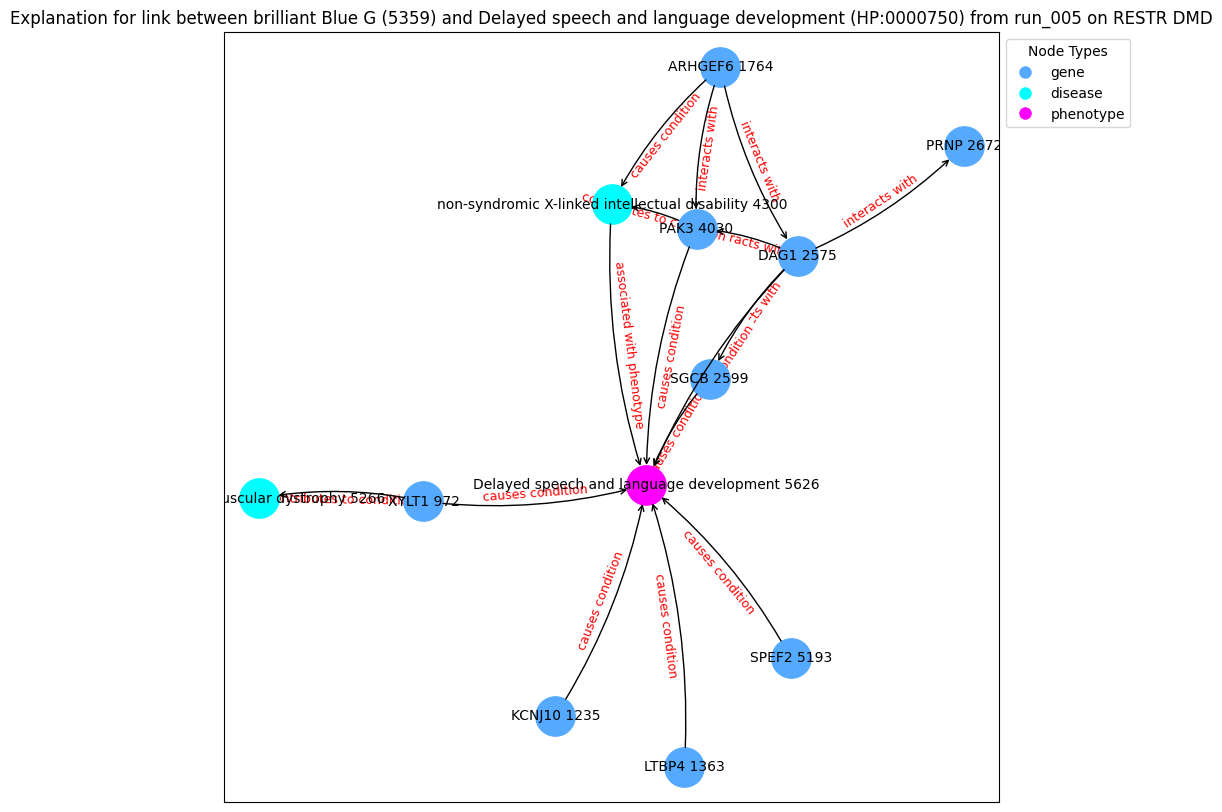 Explanation for link between brilliant Blue G (5359) and Delayed speech and language development (HP:0000750) from run_005 on RESTR DMD
Node Types
gene
disease
phenotype
ARHGEF6 1764
PRNP 2672
causes condition
interacts with
interacts with
interacts with
non-syndromic X-linked intellectual disability 4300
PAK3 4030
DAG1 2575
associated with phenotype
causes condition
SGCB 2599
Delayed speech and language development 5626
dystrophy 5266
XYLT1 972
causes condition
causes condition
causes condition
causes condition
SPEF2 5193
KCNJ10 1235
LTBP4 1363